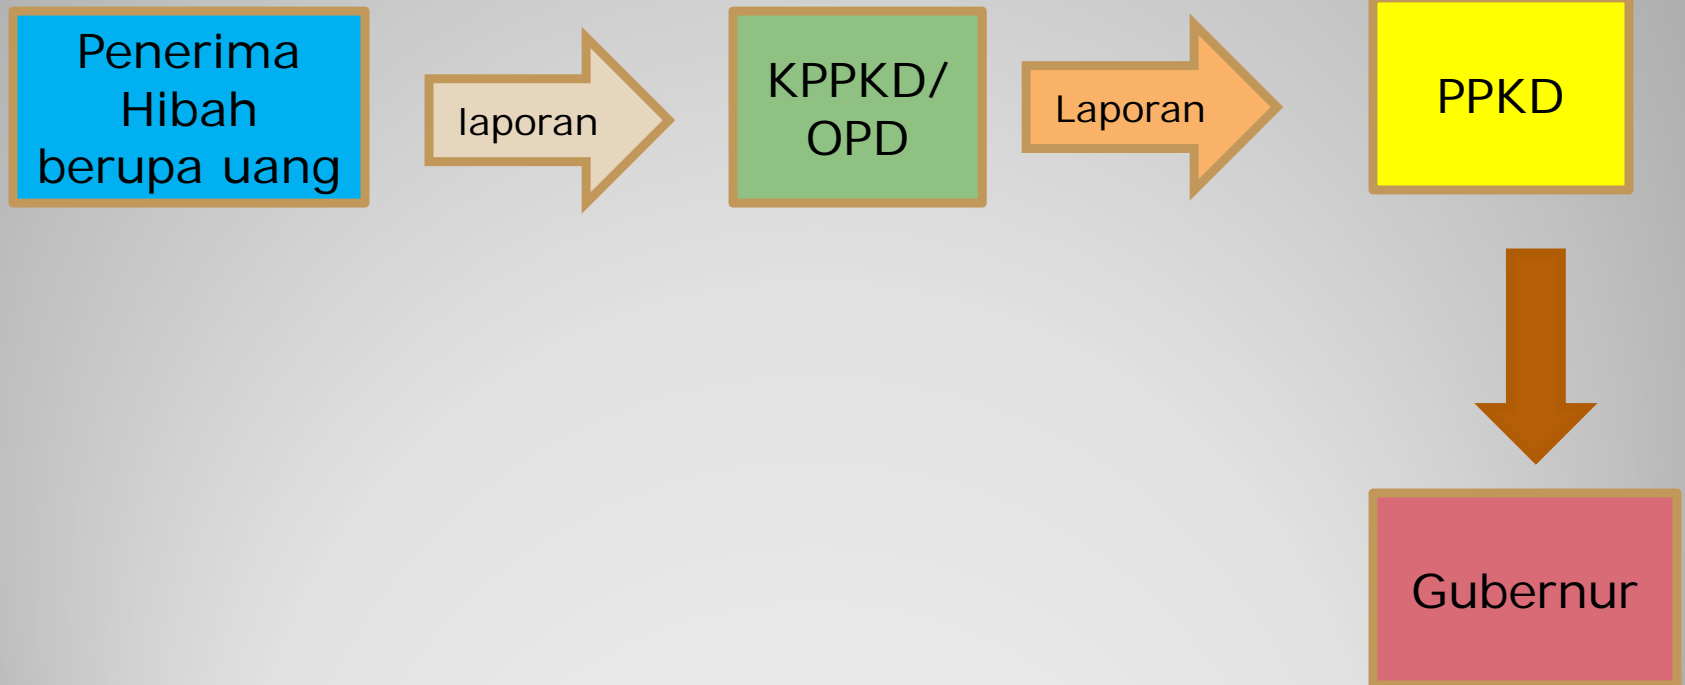 Penerima
Hibah
berupa uang
laporan
KPPKD/
OPD
Laporan
PPKD
Gubernur